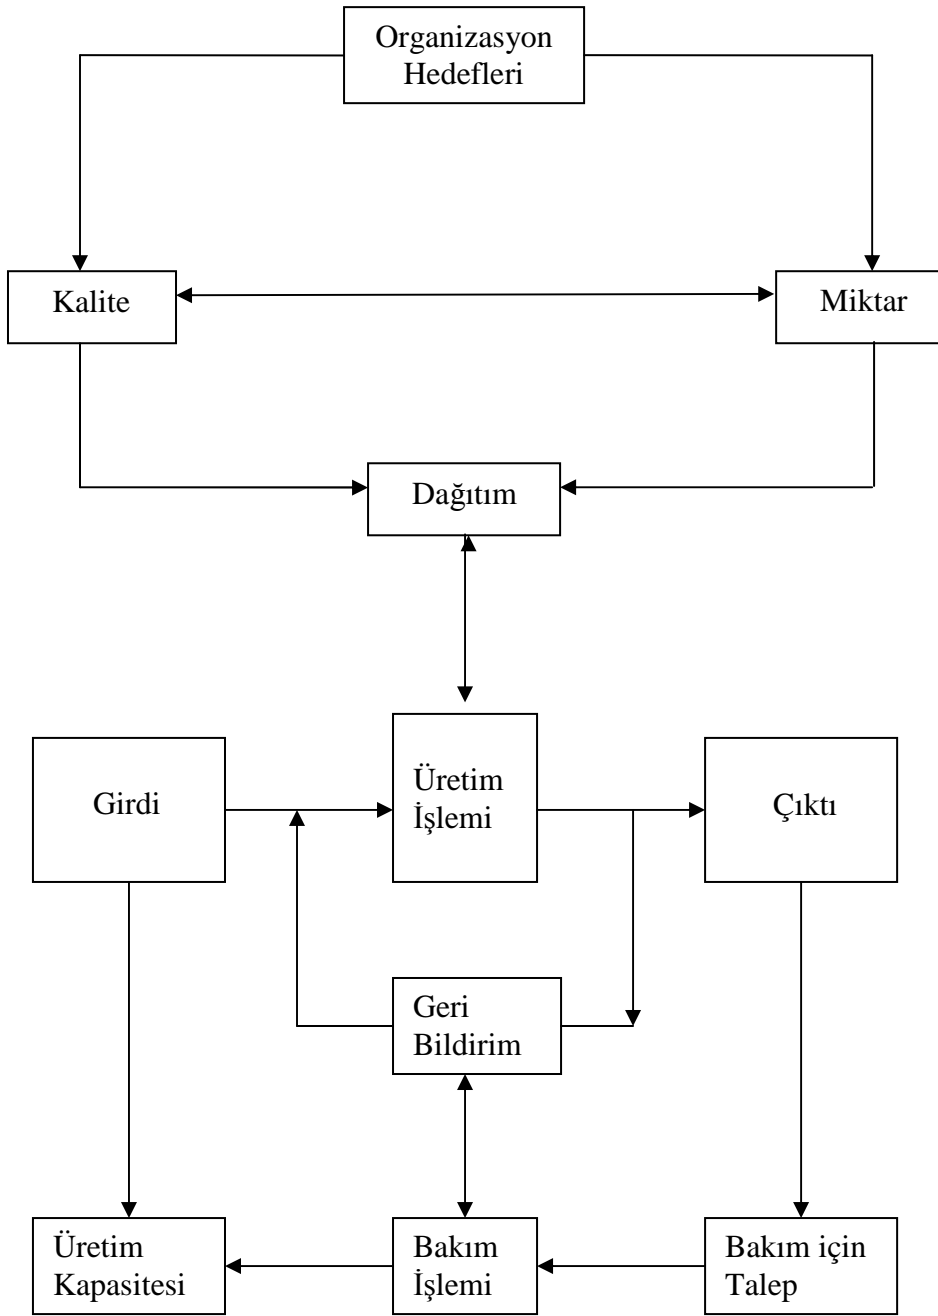 Organizasyon
Hedefleri
Kalite
Miktar
Dağıtım
Girdi
Üretim
İşlemi
Çıktı
Geri
Bildirim
Üretim
Kapasitesi
Bakım
İşlemi
Bakım için
Talep